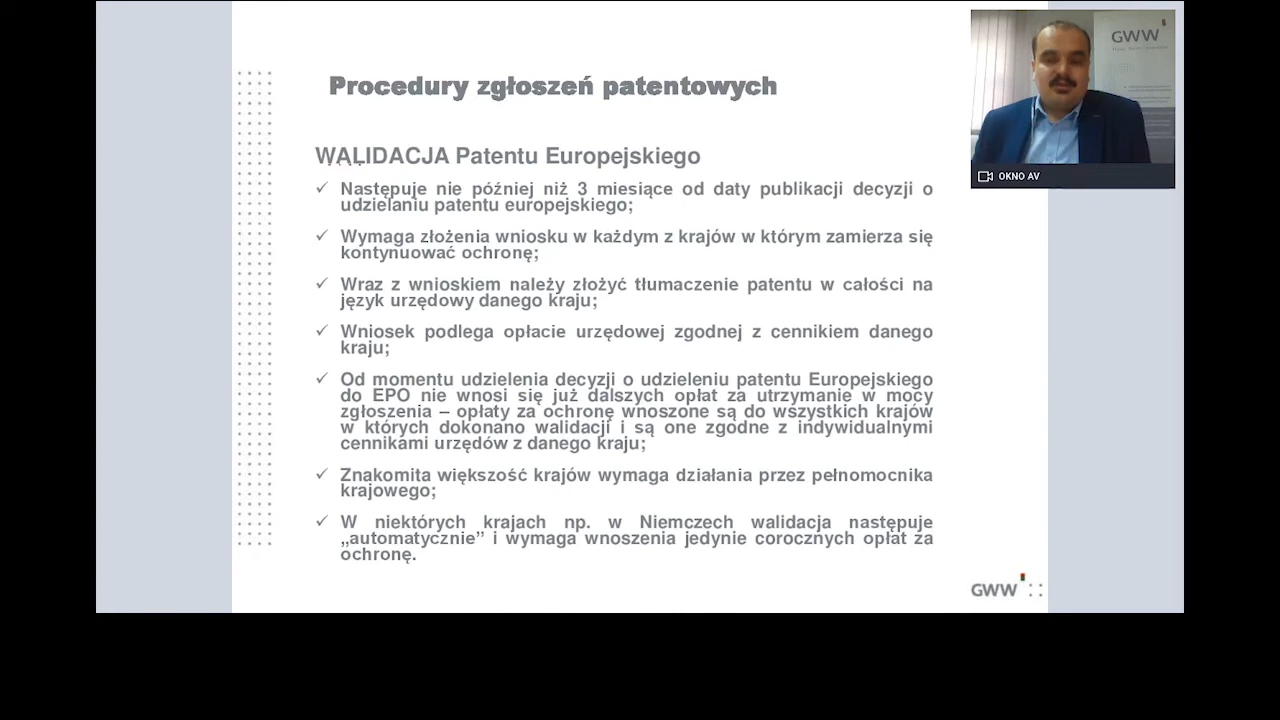 Procedury zgłoszeń patentowych
WALIDACJA Patentu Europejskiego
Następuje nie później niż 3 miesiące od daty publikacji decyzji o
udzielaniu patentu europejskiego;
Wymaga złożenia wniosku w każdym z krajów w którym zamierza się
kontynuować ochronę;
Wraz z wnioskiem należy złożyć tłumaczenie patentu w całości na
język urzędowy danego kraju;
Wniosek podlega opłacie urzędowej zgodnej z cennikiem danego
kraju;
Od momentu udzielenia decyzji o udzieleniu patentu Europejskiego
do EPO nie wnosi się już dalszych opłat za utrzymanie w mocy
zgłoszenia – opłaty za ochronę wnoszone są do wszystkich krajów
w których dokonano walidacji i są one zgodne z indywidualnymi
cennikami urzędów z danego kraju;
Znakomita większość krajów wymaga działania przez pełnomocnika
krajowego;
W niektórych krajach np. w Niemczech walidacja następuje
„automatycznie” i wymaga wnoszenia jedynie corocznych opłat za
ochronę.
GWW
GWW
OKNO AV